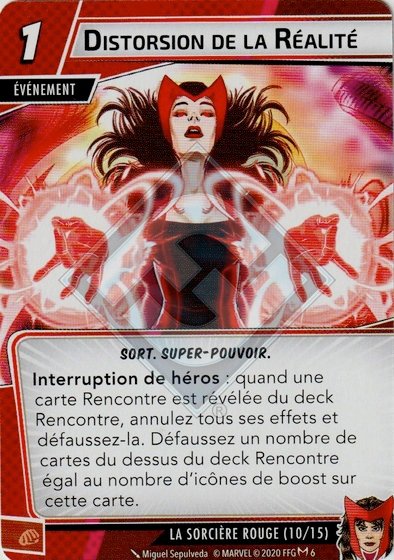 1
DISTORSION DE LA RÉALITÉ
ÉVÉNEMENT
SORT. SUPER-POUVOIR.
Interruption de héros : quand une
carte Rencontre est révélée du deck
Rencontre, annulez tous ses effets et
défaussez-la. Défaussez un nombre de
cartes du dessus du deck Rencontre
égal au nombre d’icônes de boost sur
cette carte.
LA SORCIÈRE ROUGE (10/15)
Miguel Sepulveda © MARVEL © 2020 FFG M 6